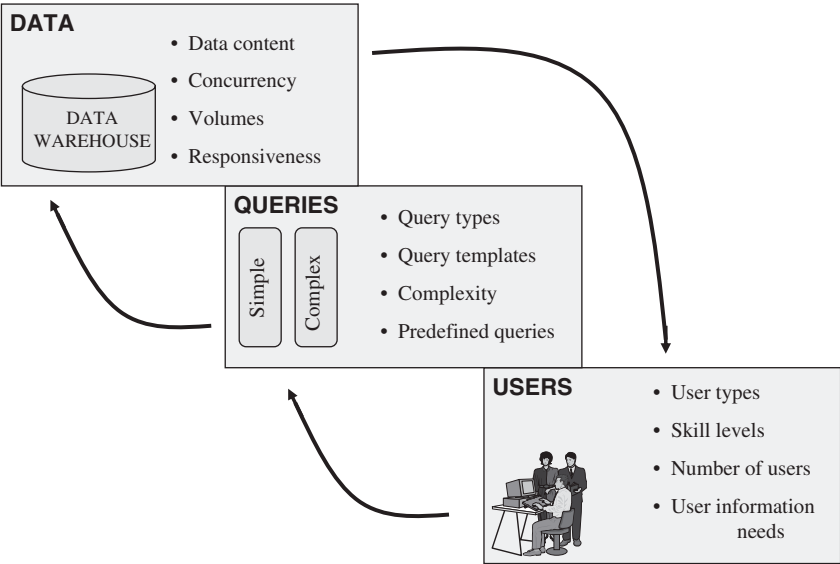 DATA
DATA
WAREHOUSE
• Data content
• Concurrency
• Volumes
• Responsiveness
QUERIES
Simple
Complex
• Query types
• Query templates
• Complexity
• Predefined queries
USERS
• User types
• Skill levels
• Number of users
• User information
needs